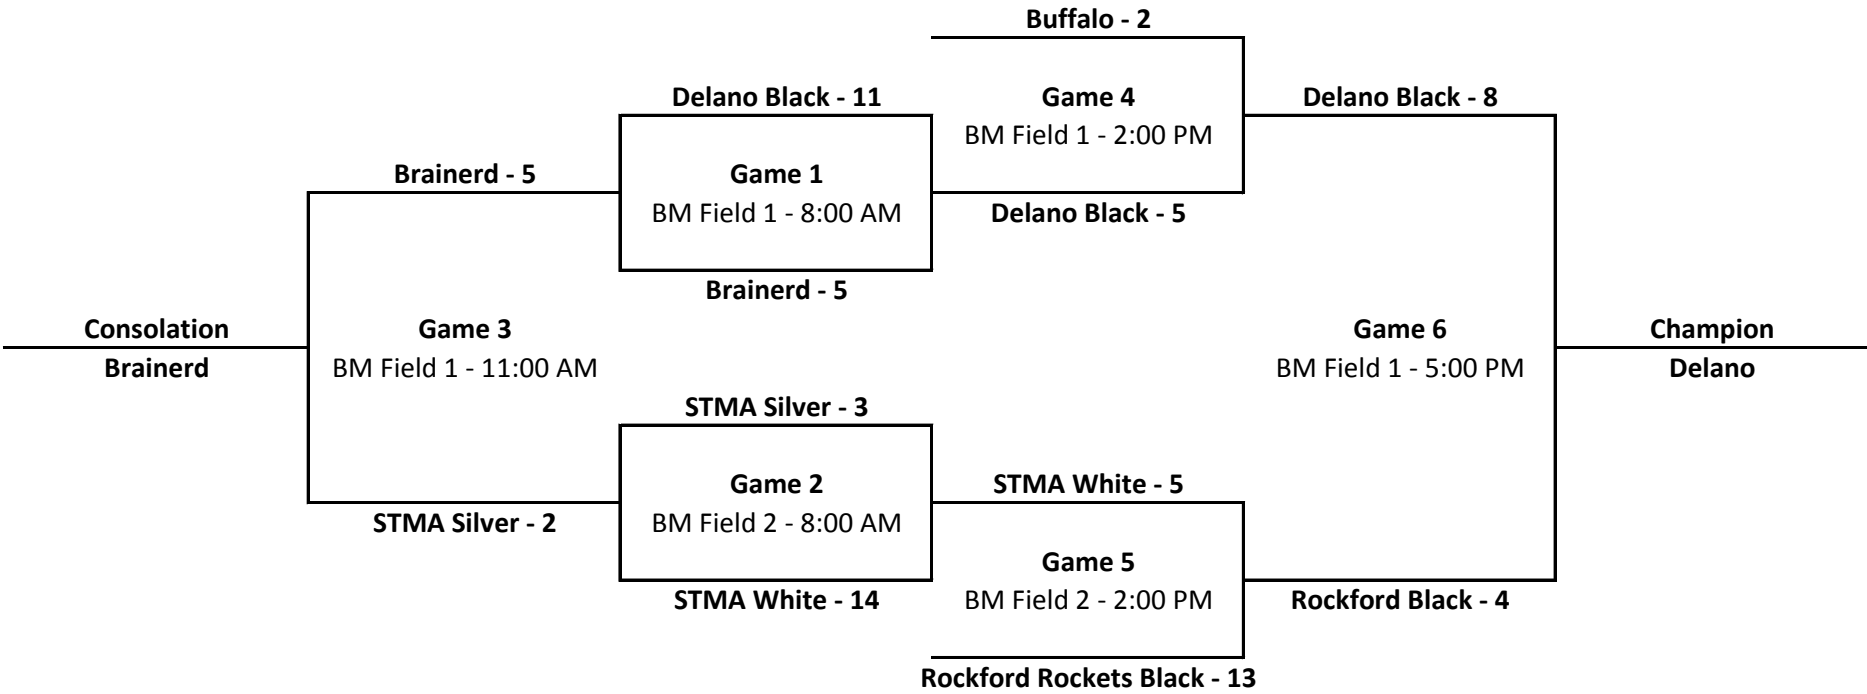 Buffalo - 2
Delano Black - 11
Game 4
Delano Black - 8
BM Field 1 - 2:00 PM
Brainerd - 5
Game 1
BM Field 1 - 8:00 AM
Delano Black - 5
Brainerd - 5
Consolation
Game 3
Game 6
Champion
Brainerd
BM Field 1 - 11:00 AM
BM Field 1 - 5:00 PM
Delano
STMA Silver - 3
Game 2
STMA White - 5
STMA Silver - 2
BM Field 2 - 8:00 AM
Game 5
STMA White - 14
BM Field 2 - 2:00 PM
Rockford Black - 4
Rockford Rockets Black - 13